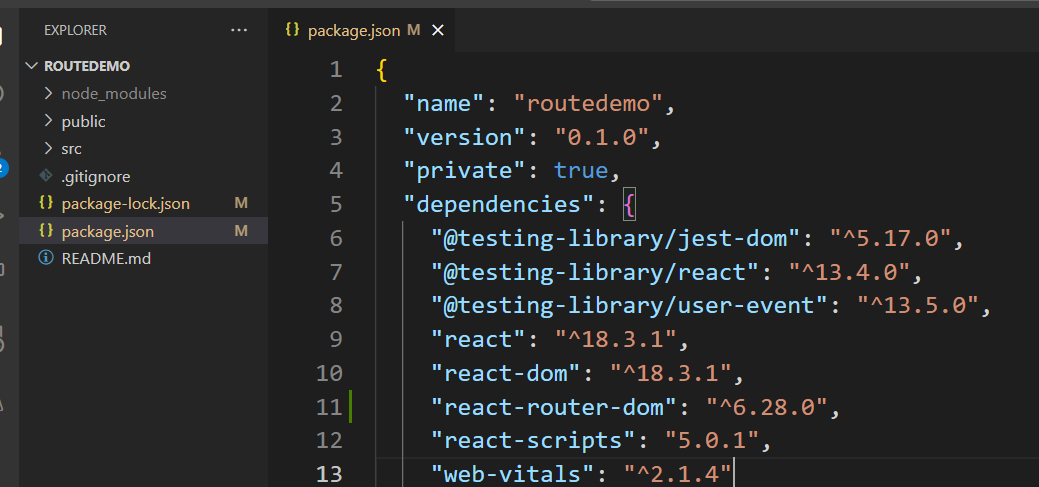 EXPLORER ...
ROUTEDEMO
node_modules
public
src
.gitignore
package-lock.json M
package.json M
README.md
{} package.json M
1 {
2 "name": "routedemo",
3 "version": "0.1.0",
4 "private": true,
5 "dependencies": {
6 "@testing-library/jest-dom": "^5.17.0",
7 "@testing-library/react": "^13.4.0",
8 "@testing-library/user-event": "^13.5.0",
9 "react": "^18.3.1",
10 "react-dom": "^18.3.1",
11 "react-router-dom": "^6.28.0",
12 "react-scripts": "5.0.1",
13 "web-vitals": "^2.1.4"